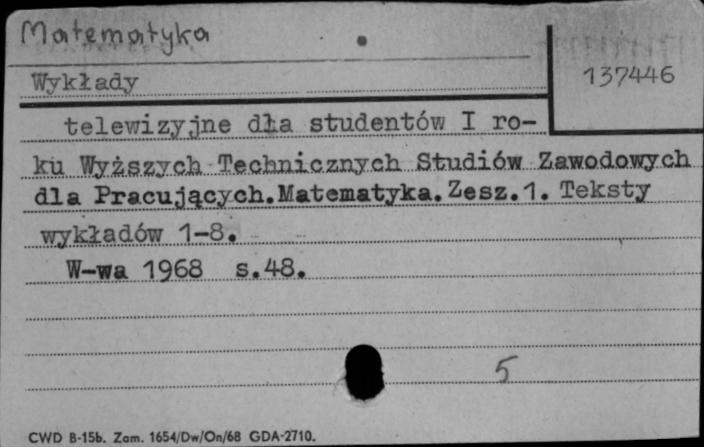 Matematyka
Wykłady
137446
telewizyjne dla studentów I ro-
ku Wyższych Technicznych Studiów Zawodowych
dla Pracujących.Matematyka.Zesz.1. Teksty
wykładów 1-8.
W-wa 1968 s.48.
5
CWD B-15b. Zam. 1654/Dw/On/68 GDA-2710.